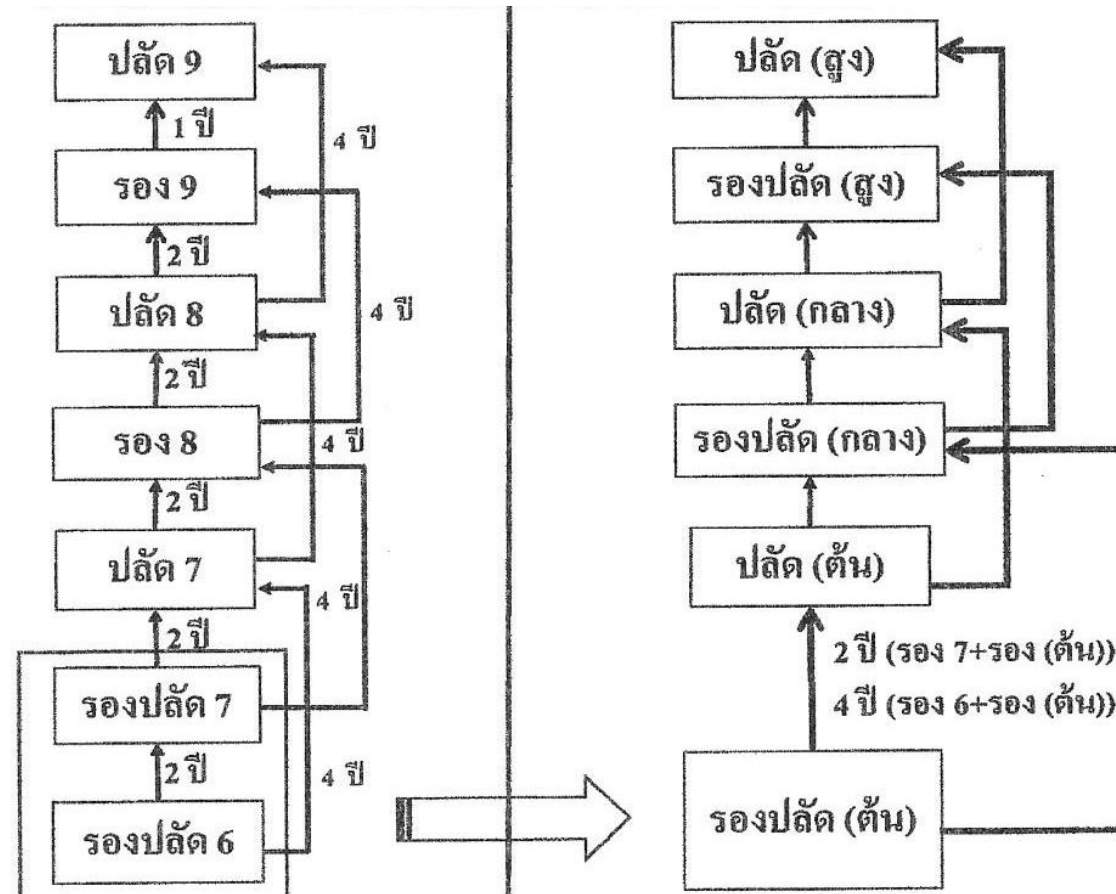 ปลัด 9
1 ปี
4 ปี
รอง 9
2 ปี
ปลัด 8
4 ปี
2 ปี
รอง 8
4 ปี
2 ปี
ปลัด 7
4 ปี
2 ปี
รองปลัด 7
2 ปี
4 ปี
รองปลัด 6
ปลัด (สูง)
รองปลัด (สูง)
ปลัด (กลาง)
รองปลัด (กลาง)
ปลัด (ต้น)
2 ปี (รอง 7+รอง (ต้น))
4 ปี (รอง 6+รอง (ต้น))
รองปลัด (ต้น)